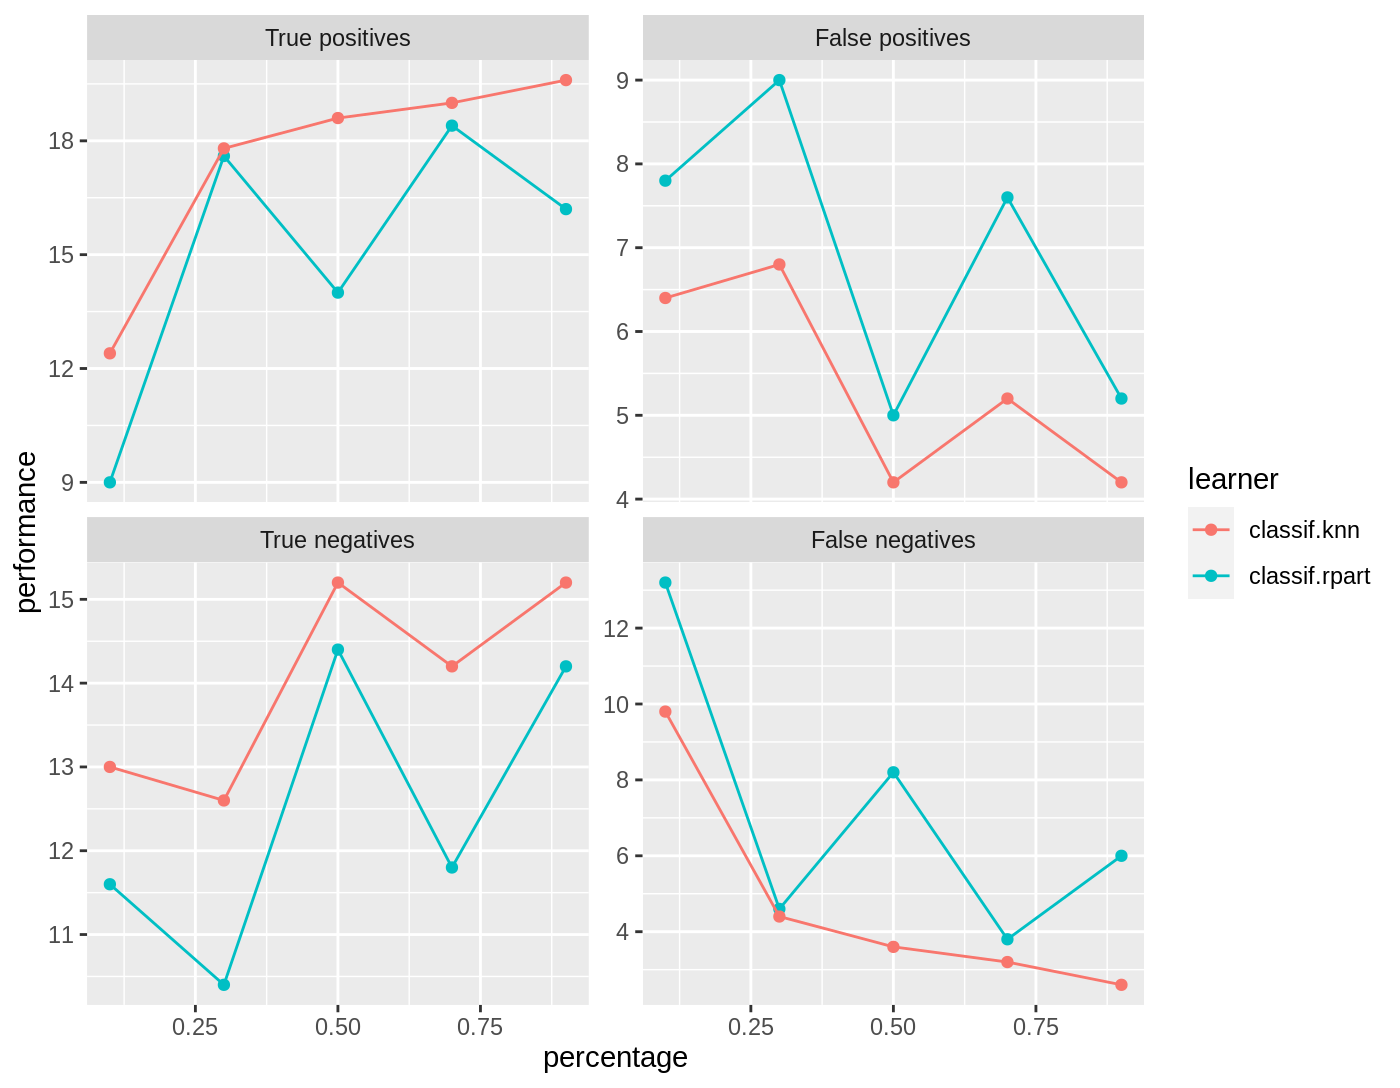 True positives
False positives
18
15
12
9
9
8
7
6
5
4
performance
True negatives
False negatives
15
14
13
12
11
12
10
8
6
4
0.25 0.50 0.75
0.25 0.50 0.75
percentage
learner
classif.knn
classif.rpart